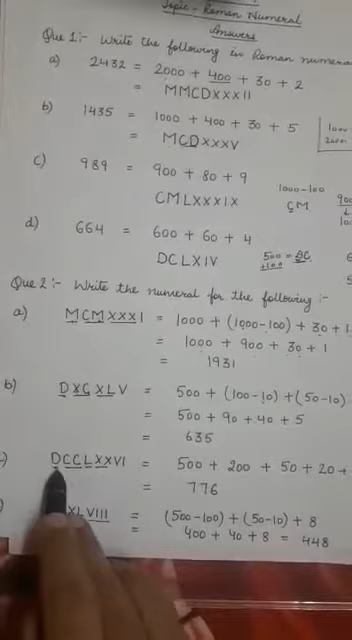 Topic - Roman Numeral
Answers
Que 1:- Write the following in Roman numera
a) 2432 = 2000 + 400 + 30 + 2
= MMCDXXXII
b) 1435 = 1000 + 400 + 30 + 5
= MCDXXXV
1000
2000
c) 989 = 900 + 80 + 9
CMLXXXIX
1000-100
CM
900
d) 664 = 600 + 60 + 4
DCLXIV
500 = DC
+100
Que 2:- Write the numeral for the following:-
a) MCMXXXI = 1000 + (1000-100) + 30 + 1
= 1000 + 900 + 30 + 1
= 1931
b) DXCXLV = 500 + (100-10) + (50-10)
= 500 + 90 + 40 + 5
= 635
) DCCLXXVI = 500 + 200 + 50 + 20 +
= 776
) XLVIII = (500-100) + (50-10) + 8
= 400 + 40 + 8 = 448